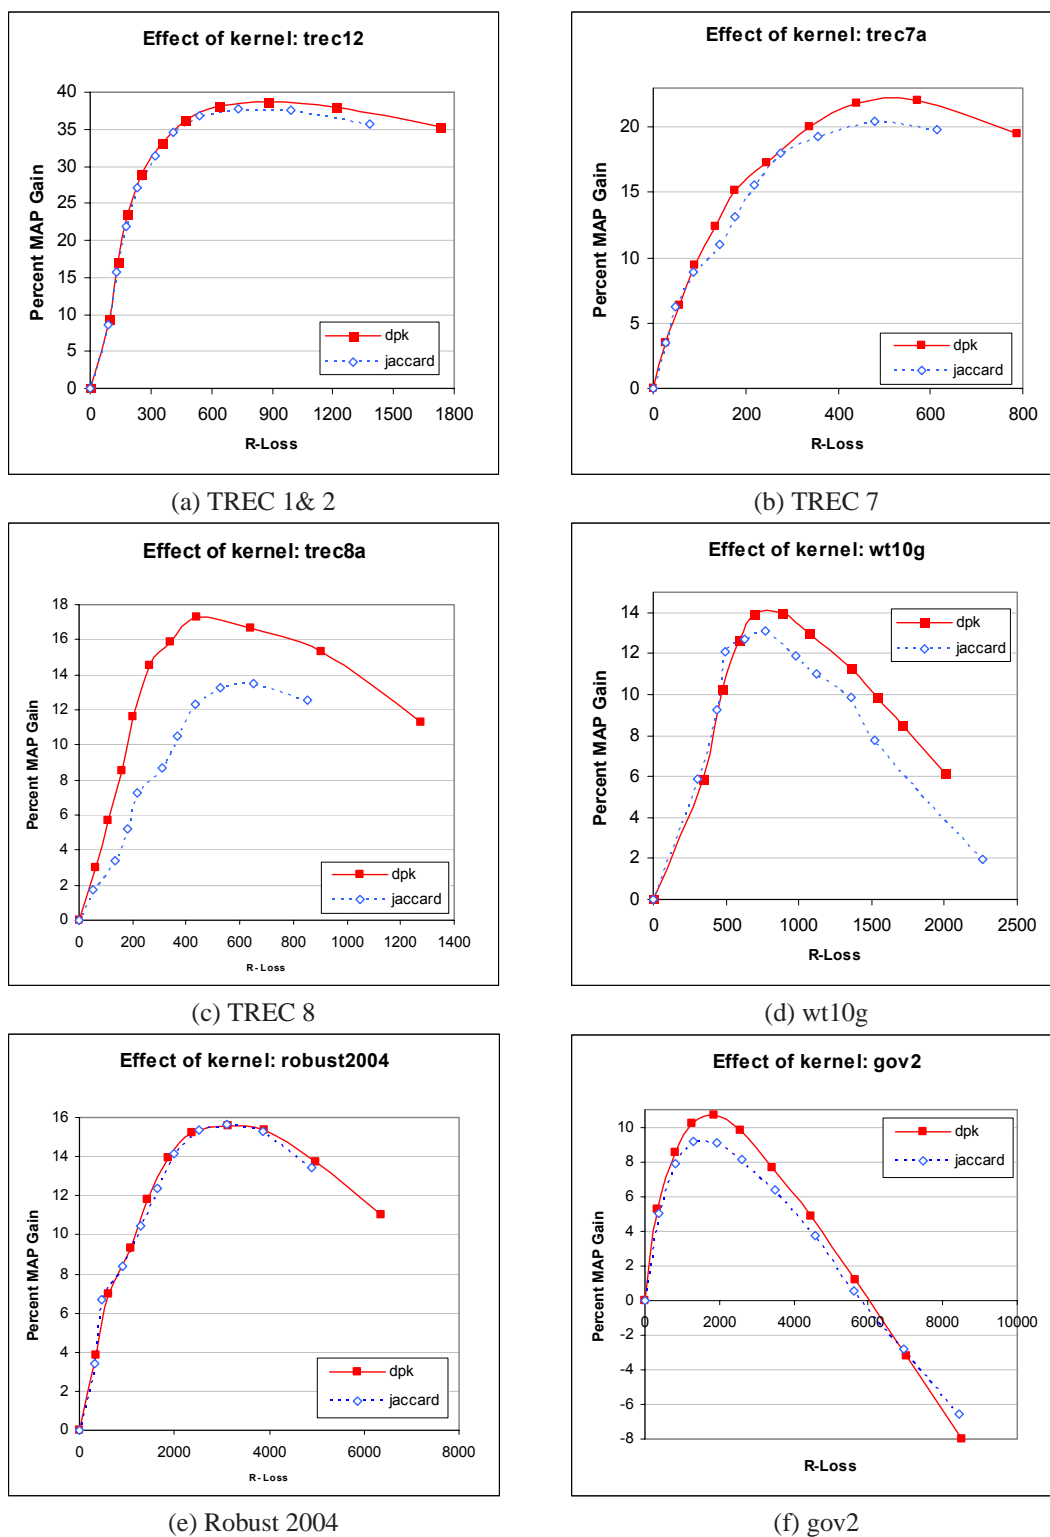 Effect of kernel: trec12
Percent MAP Gain
40
35
30
25
20
15
10
5
0
0 300 600 900 1200 1500 1800
R-Loss
dpk
jaccard
(a) TREC 1& 2
Effect of kernel: trec7a
Percent MAP Gain
20
15
10
5
0
0 200 400 600 800
R-Loss
dpk
jaccard
(b) TREC 7
Effect of kernel: trec8a
Percent MAP Gain
18
16
14
12
10
8
6
4
2
0
0 200 400 600 800 1000 1200 1400
R-Loss
dpk
jaccard
(c) TREC 8
Effect of kernel: wt10g
Percent MAP Gain
14
12
10
8
6
4
2
0
0 500 1000 1500 2000 2500
R-Loss
dpk
jaccard
(d) wt10g
Effect of kernel: robust2004
Percent MAP Gain
16
14
12
10
8
6
4
2
0
0 2000 4000 6000 8000
R-Loss
dpk
jaccard
(e) Robust 2004
Effect of kernel: gov2
Percent MAP Gain
10
8
6
4
2
0
-2
-4
-6
-8
0 2000 4000 6000 8000 10000
R-Loss
dpk
jaccard
(f) gov2